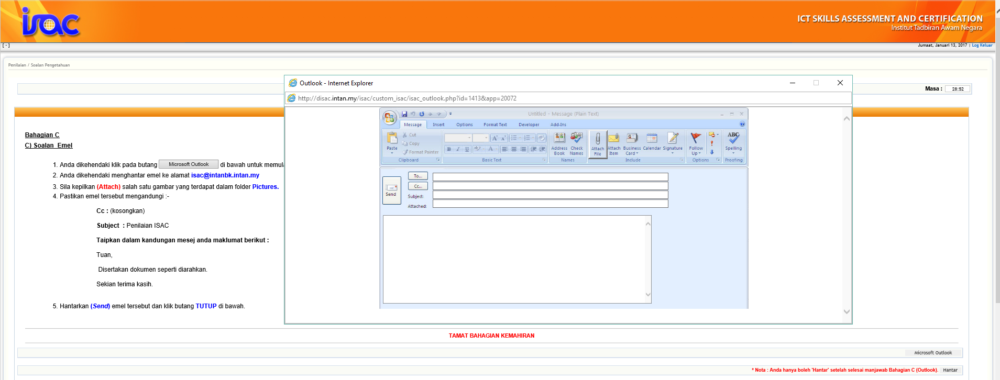 isac
ICT SKILLS ASSESSMENT AND CERTIFICATION
Institut Tadbiran Awam Negara
[ - ]
Jumaat, Januari 13, 2017 | Log Keluar
Penilaian / Soalan Pengetahuan
Masa : 28:52
Bahagian C
C) Soalan Emel
1. Anda dikehendaki klik pada butang Microsoft Outlook di bawah untuk memula
2. Anda dikehendaki menghantar emel ke alamat isac@intanbk.intan.my
3. Sila kepilkan (Attach) salah satu gambar yang terdapat dalam folder Pictures.
4. Pastikan emel tersebut mengandungi :-
Cc : (kosongkan)
Subject : Penilaian ISAC
Taipkan dalam kandungan mesej anda maklumat berikut :
Tuan,
Disertakan dokumen seperti diarahkan.
Sekian terima kasih.
5. Hantarkan (Send) emel tersebut dan klik butang TUTUP di bawah.
Outlook - Internet Explorer
http://disac.intan.my/isac/custom_isac/isac_outlook.php?id=1413&app=20072
Untitled - Message (Plain Text)
Message Insert Options Format Text Developer Add-Ins
Paste
Cut
Copy
Format Painter
Clipboard
B I U
Basic Text
Address Book
Check Names
Names
Attach File
Attach Item
Business Card
Calendar
Signature
Include
Follow Up
Options
ABC
Spelling
Proofing
Send
To...
Cc...
Subject:
Attached:
TAMAT BAHAGIAN KEMAHIRAN
Microsoft Outlook
* Nota : Anda hanya boleh 'Hantar' setelah selesai manjawab Bahagian C (Outlook). Hantar